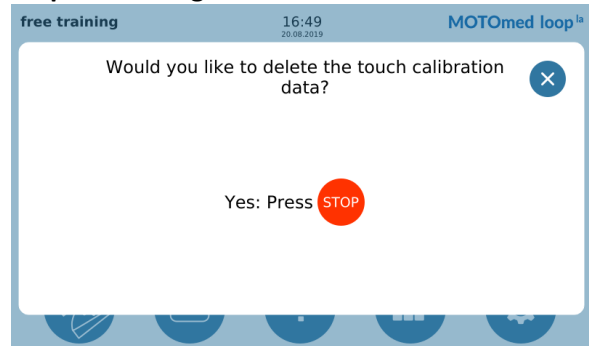 free training
16:49
20.08.2019
MOTOmed loop la
Would you like to delete the touch calibration
data?
Yes: Press STOP